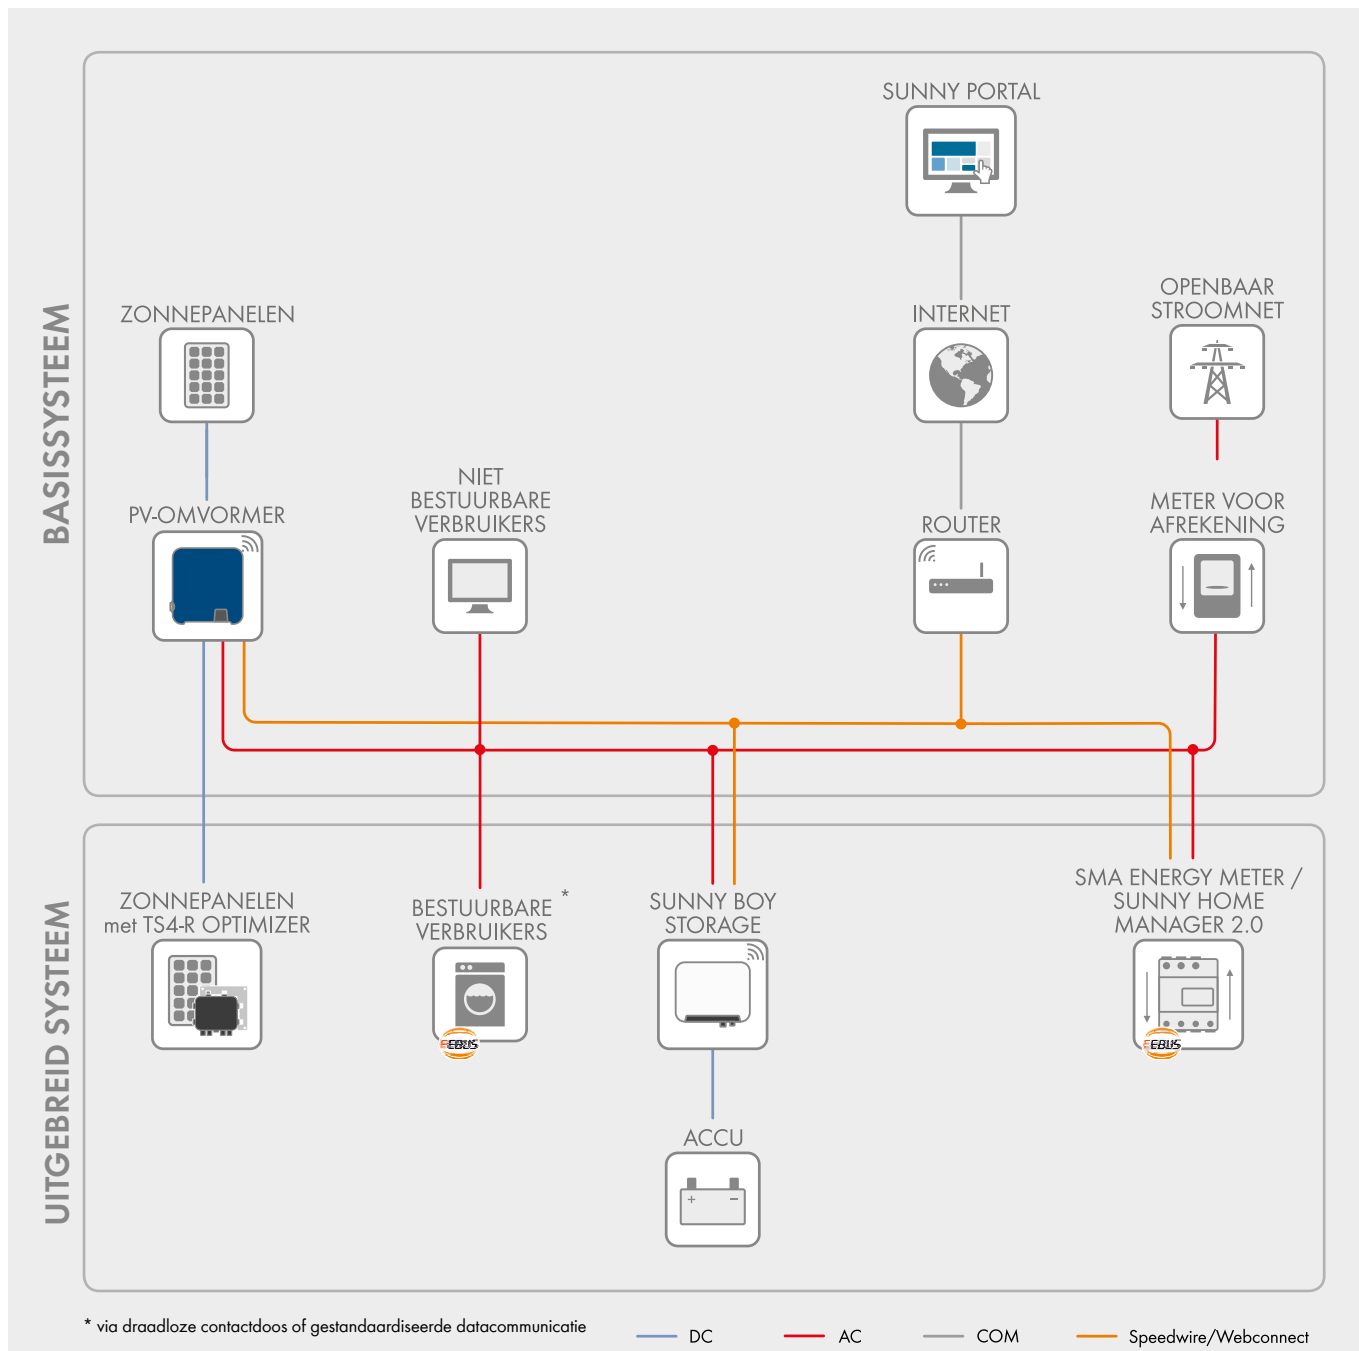 BASISSYSTEEM
SUNNY PORTAL
ZONNEPANELEN
INTERNET
OPENBAAR
STROOMNET
PV-OMVORMER
NIET
BESTUURBARE
VERBRUIKERS
ROUTER
METER VOOR
AFREKENING
UITGEBREID SYSTEEM
ZONNEPANELEN
met TS4-R OPTIMIZER
BESTUURBARE *
VERBRUIKERS
EEBUS
SUNNY BOY
STORAGE
SMA ENERGY METER /
SUNNY HOME
MANAGER 2.0
EEBUS
ACCU
+ −
* via draadloze contactdoos of gestandaardiseerde datacommunicatie
DC
AC
COM
Speedwire/Webconnect